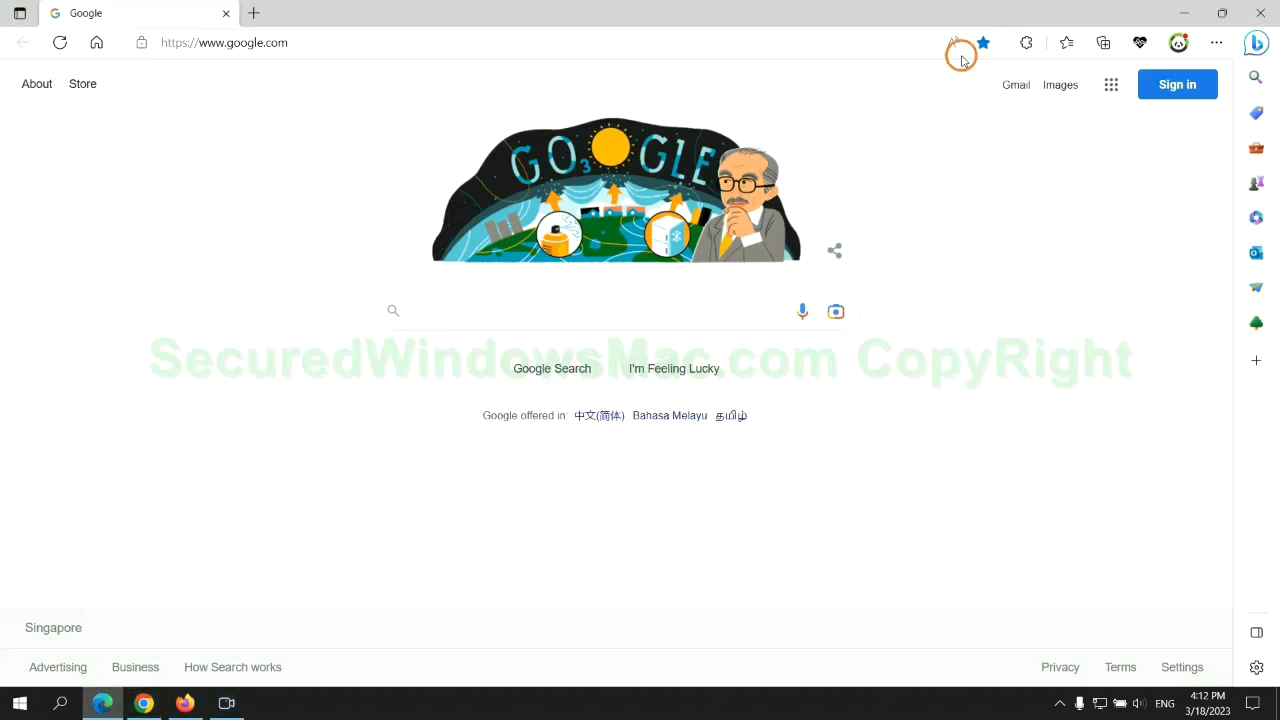 Google
https://www.google.com
About Store
Gmail Images Sign in
GO3GLE
SecuredWindowsMac.com CopyRight
Google Search I'm Feeling Lucky
Google offered in: 中文(简体) Bahasa Melayu தமிழ்
Singapore
Advertising Business How Search works Privacy Terms Settings
ENG 4:12 PM
3/18/2023